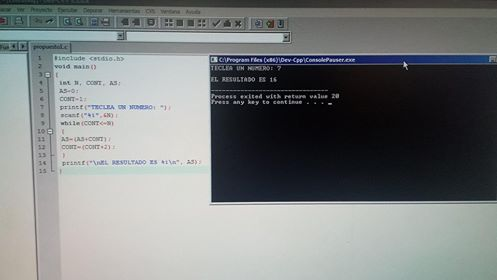 acar Ver Proyecto Ejecutar Depurar Herramientas CVS Ventana Ayuda
propuesto1.c
1 #include <stdio.h>
2 void main()
3 {
4 int N, CONT, AS;
5 AS=0;
6 CONT=1;
7 printf("TECLEA UN NUMERO: ");
8 scanf("%i",&N);
9 while(CONT<=N)
10 {
11 AS=(AS+CONT);
12 CONT=(CONT+2);
13 }
14 printf("\nEL RESULTADO ES %i\n", AS);
15 }
C:\Program Files (x86)\Dev-Cpp\ConsolePauser.exe
TECLEA UN NUMERO: 7
EL RESULTADO ES 16
Process exited with return value 20
Press any key to continue . . . _